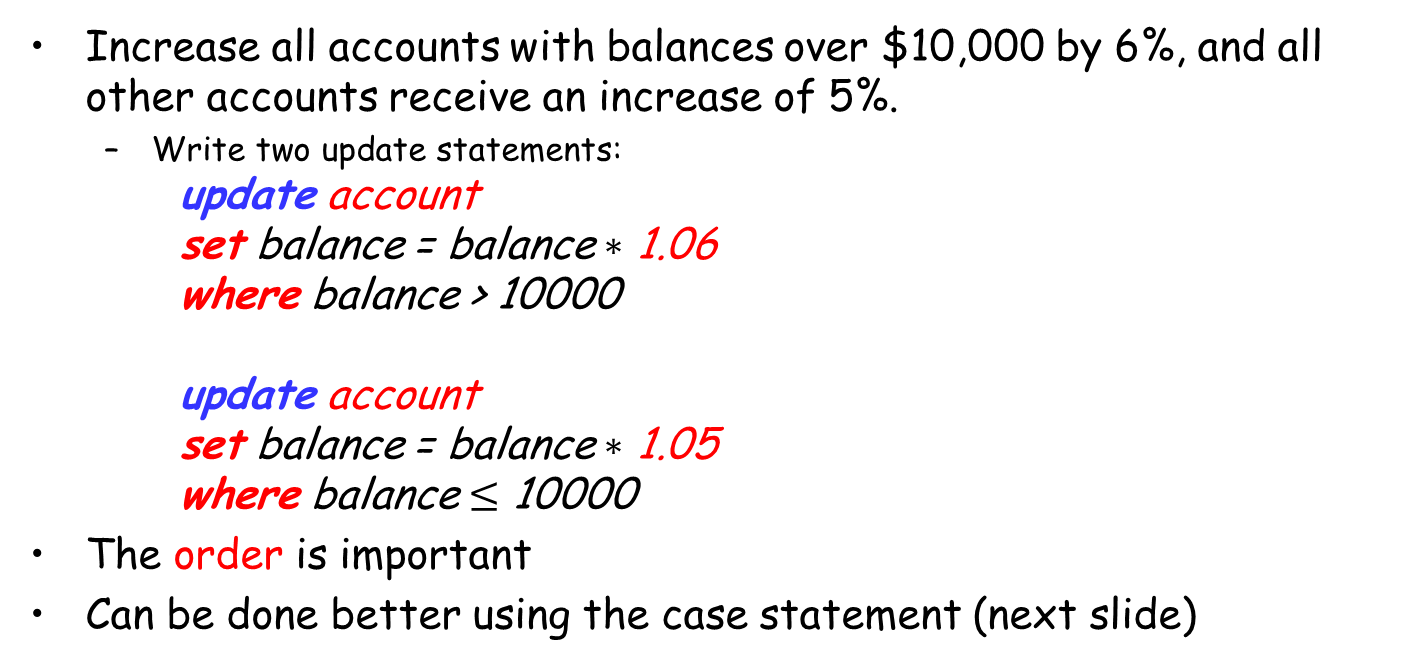 • Increase all accounts with balances over $10,000 by 6%, and all
other accounts receive an increase of 5%.
– Write two update statements:
update account
set balance = balance ∗ 1.06
where balance > 10000
update account
set balance = balance ∗ 1.05
where balance ≤ 10000
• The order is important
• Can be done better using the case statement (next slide)